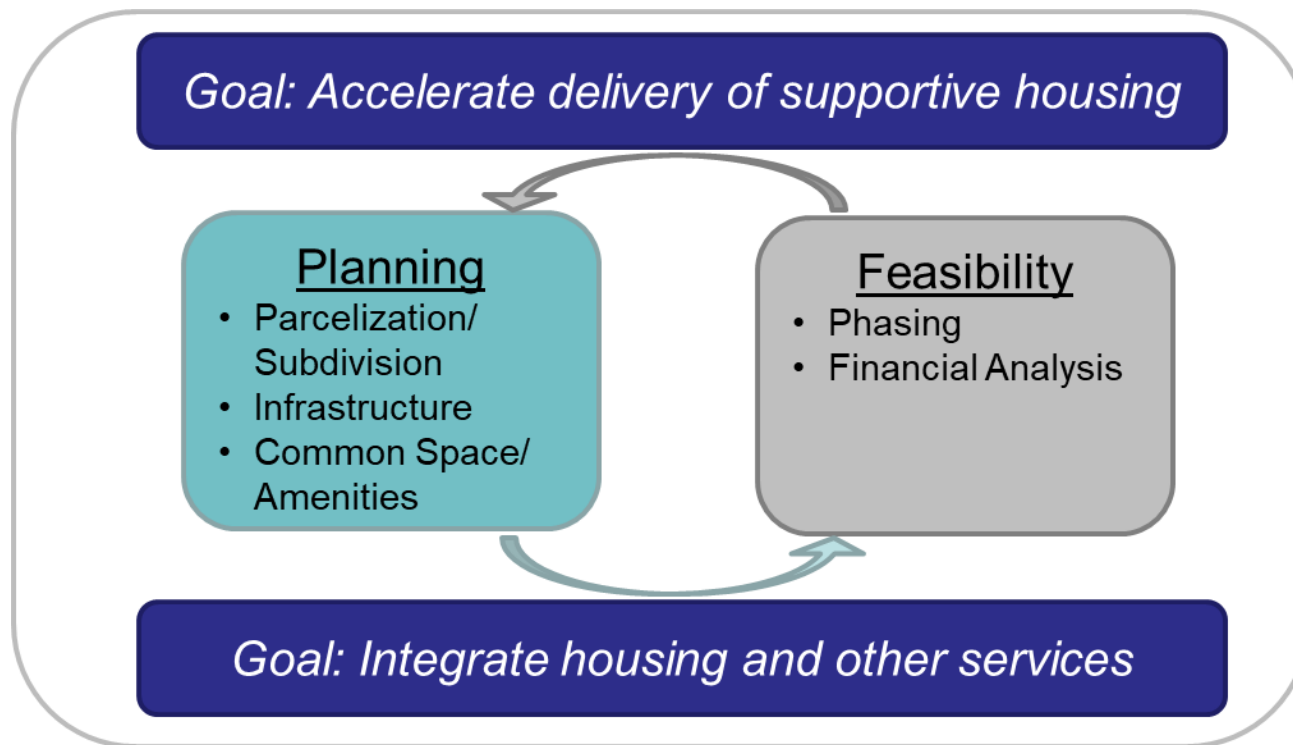 Goal: Accelerate delivery of supportive housing
Planning
• Parcelization/
Subdivision
• Infrastructure
• Common Space/
Amenities
Feasibility
• Phasing
• Financial Analysis
Goal: Integrate housing and other services